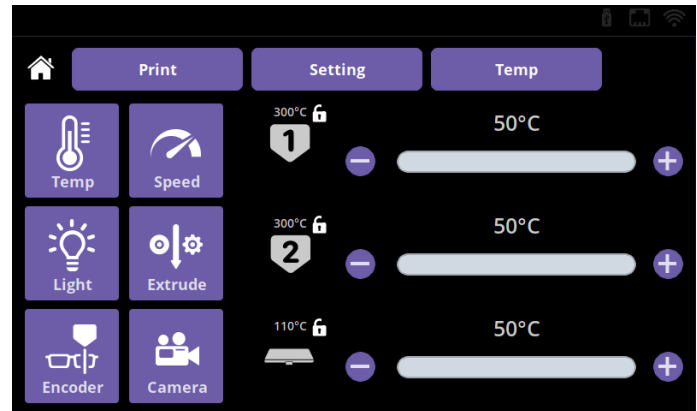 Print Setting Temp
300°C
1
50°C
Temp Speed
300°C
2
50°C
Light Extrude
110°C
50°C
Encoder Camera